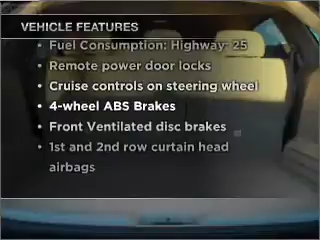 VEHICLE FEATURES
• Fuel Consumption: Highway: 25
• Remote power door locks
• Cruise controls on steering wheel
• 4-wheel ABS Brakes
• Front Ventilated disc brakes
• 1st and 2nd row curtain head
airbags